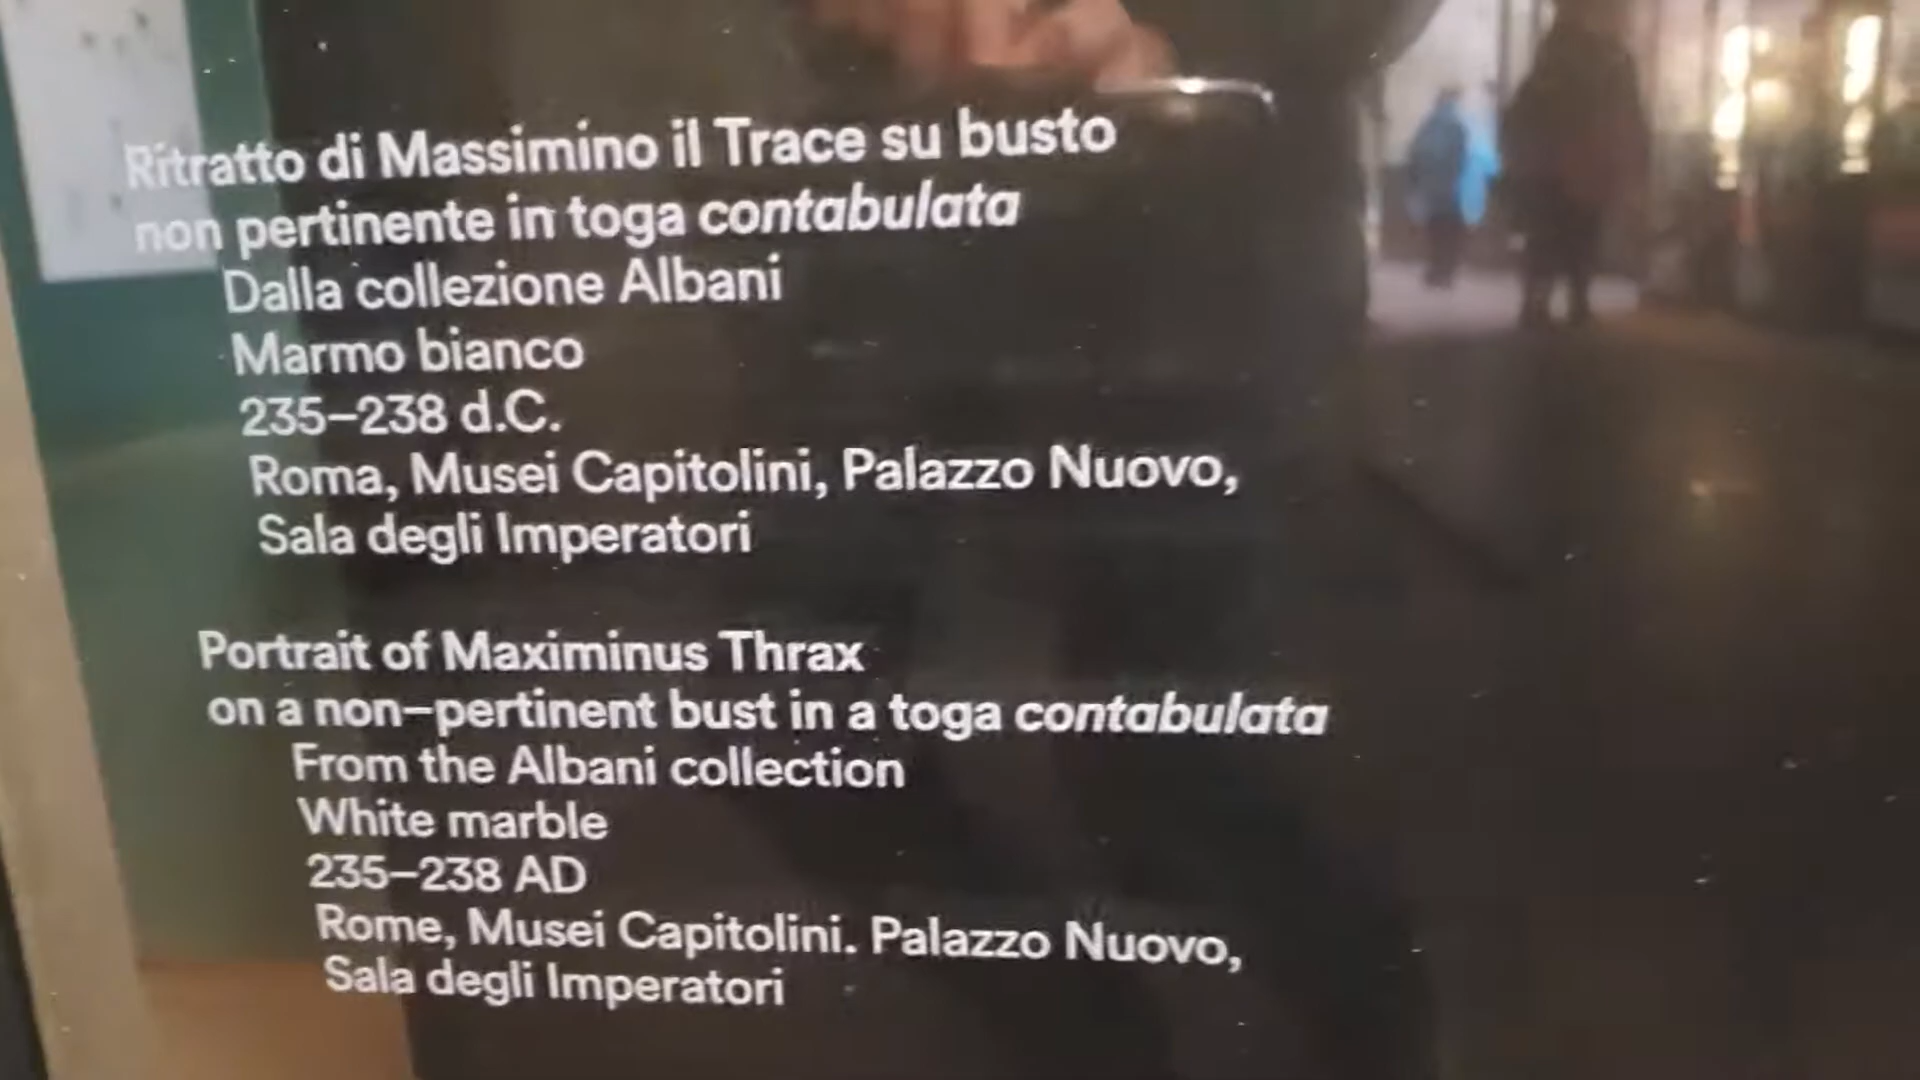 Ritratto di Massimino il Trace su busto
non pertinente in toga contabulata
Dalla collezione Albani
Marmo bianco
235–238 d.C.
Roma, Musei Capitolini, Palazzo Nuovo,
Sala degli Imperatori
Portrait of Maximinus Thrax
on a non–pertinent bust in a toga contabulata
From the Albani collection
White marble
235–238 AD
Rome, Musei Capitolini. Palazzo Nuovo,
Sala degli Imperatori